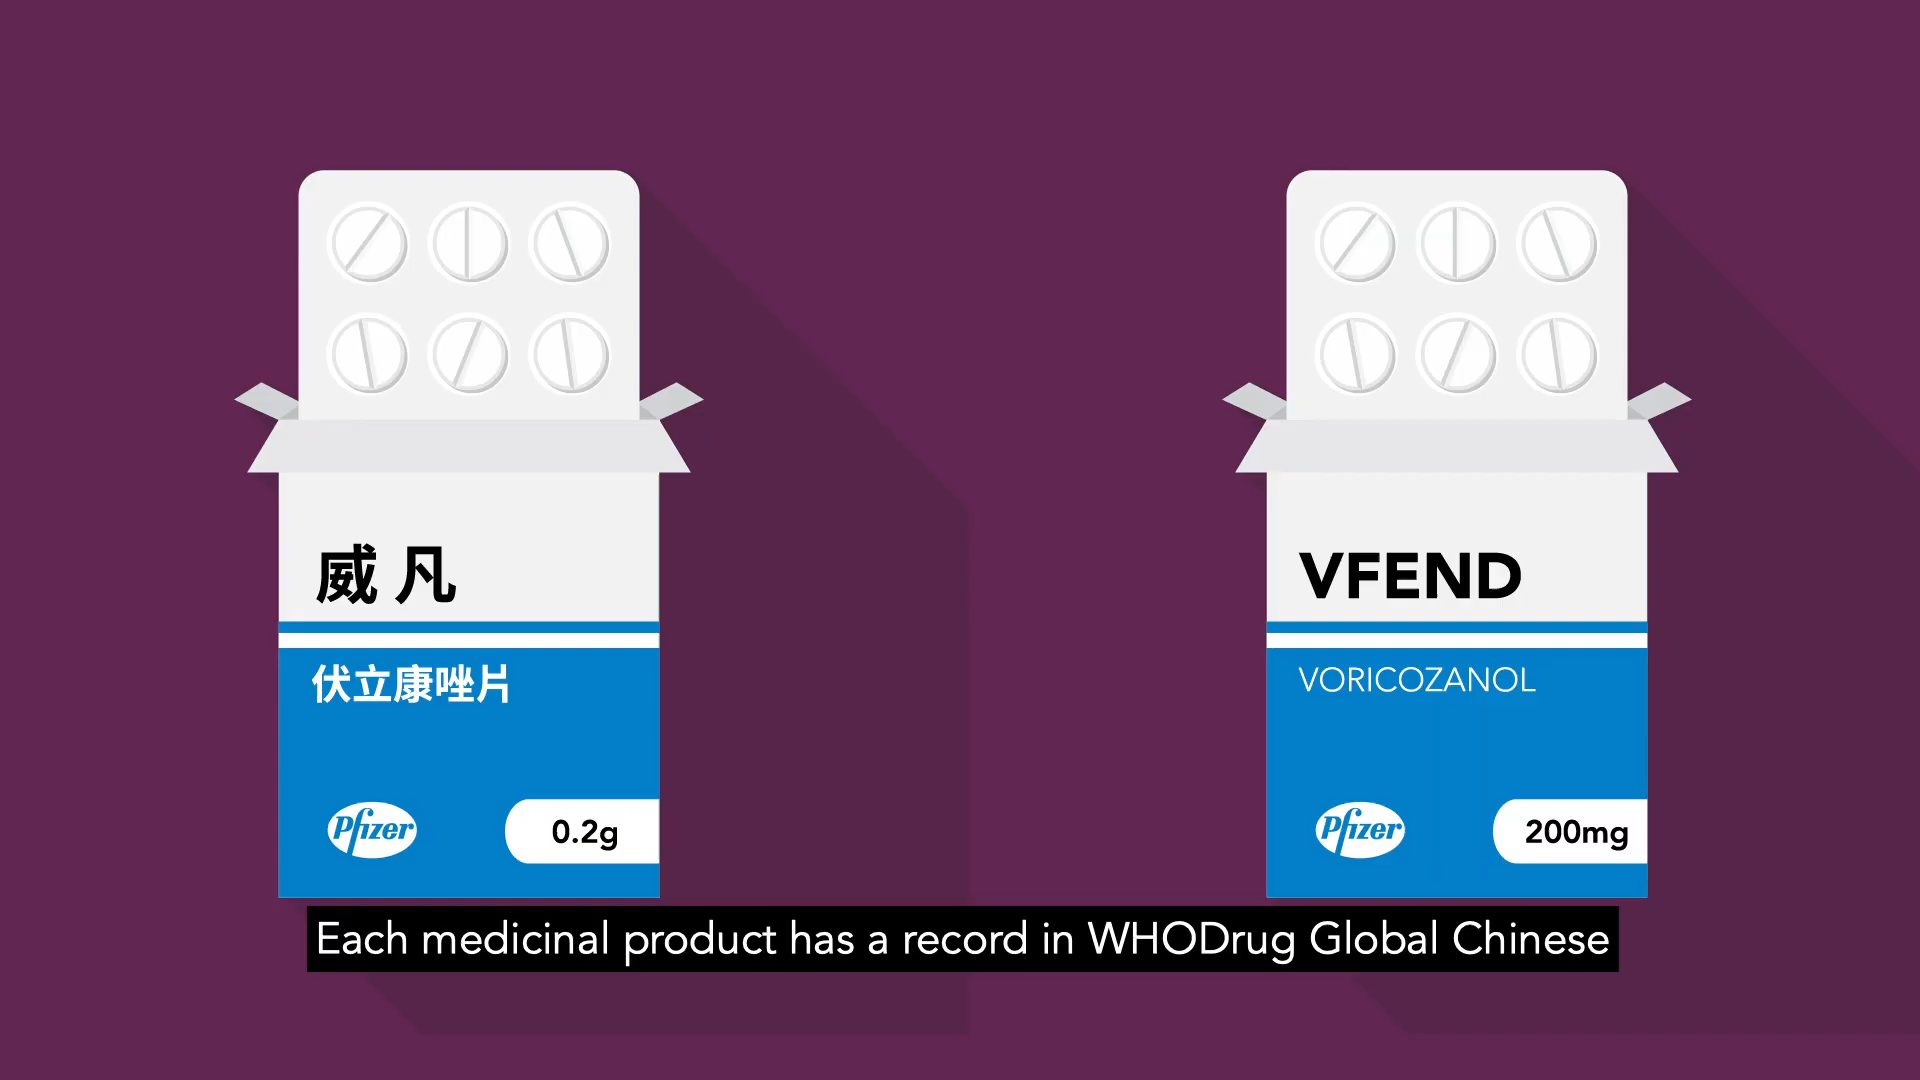 威凡
伏立康唑片
Pfizer
0.2g
VFEND
VORICOZANOL
Pfizer
200mg
Each medicinal product has a record in WHODrug Global Chinese